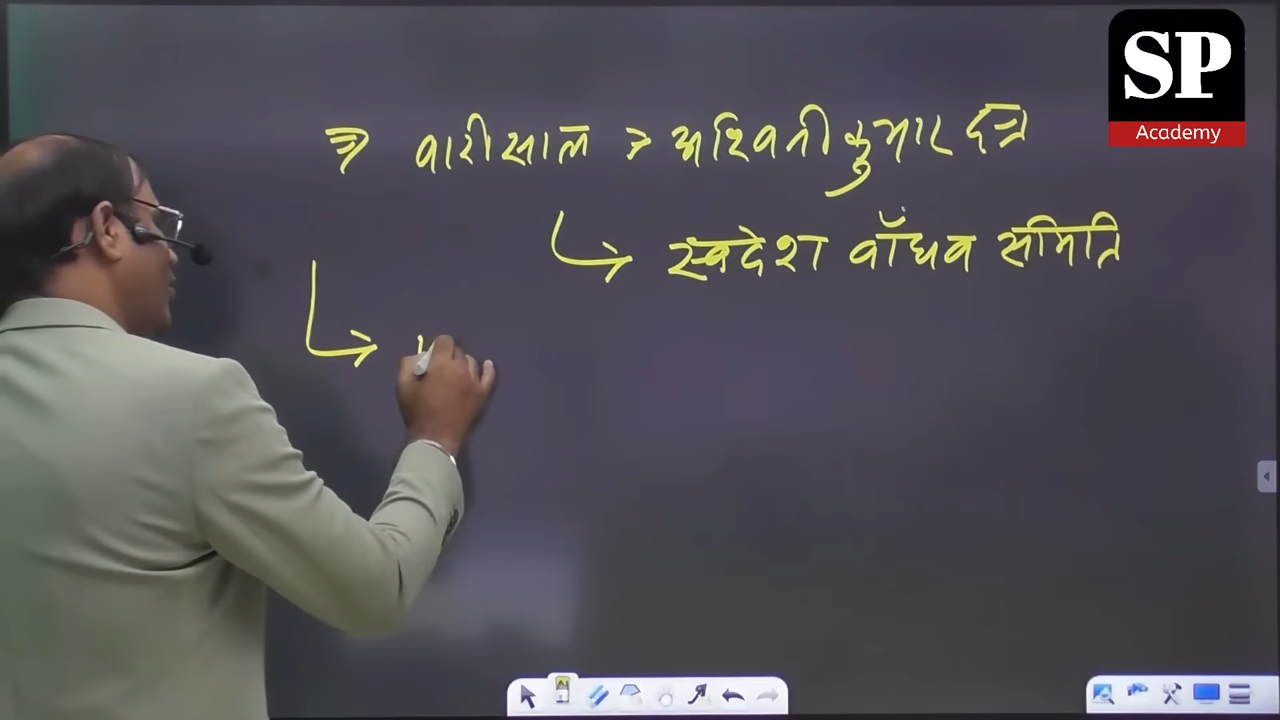 SP
Academy
⇒ वारीसाल > अश्विनी कुमार दत्त
↳ स्वदेश वाँधव समिति
↳